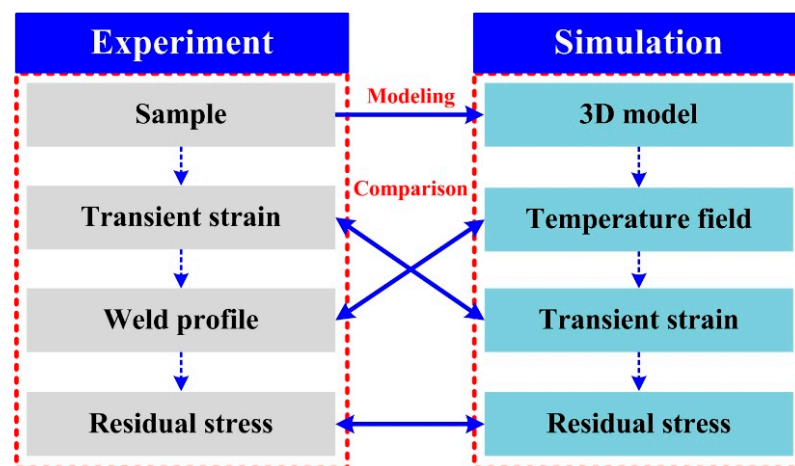 Experiment
Simulation
Sample
Modeling
3D model
Transient strain
Comparison
Temperature field
Weld profile
Transient strain
Residual stress
Residual stress